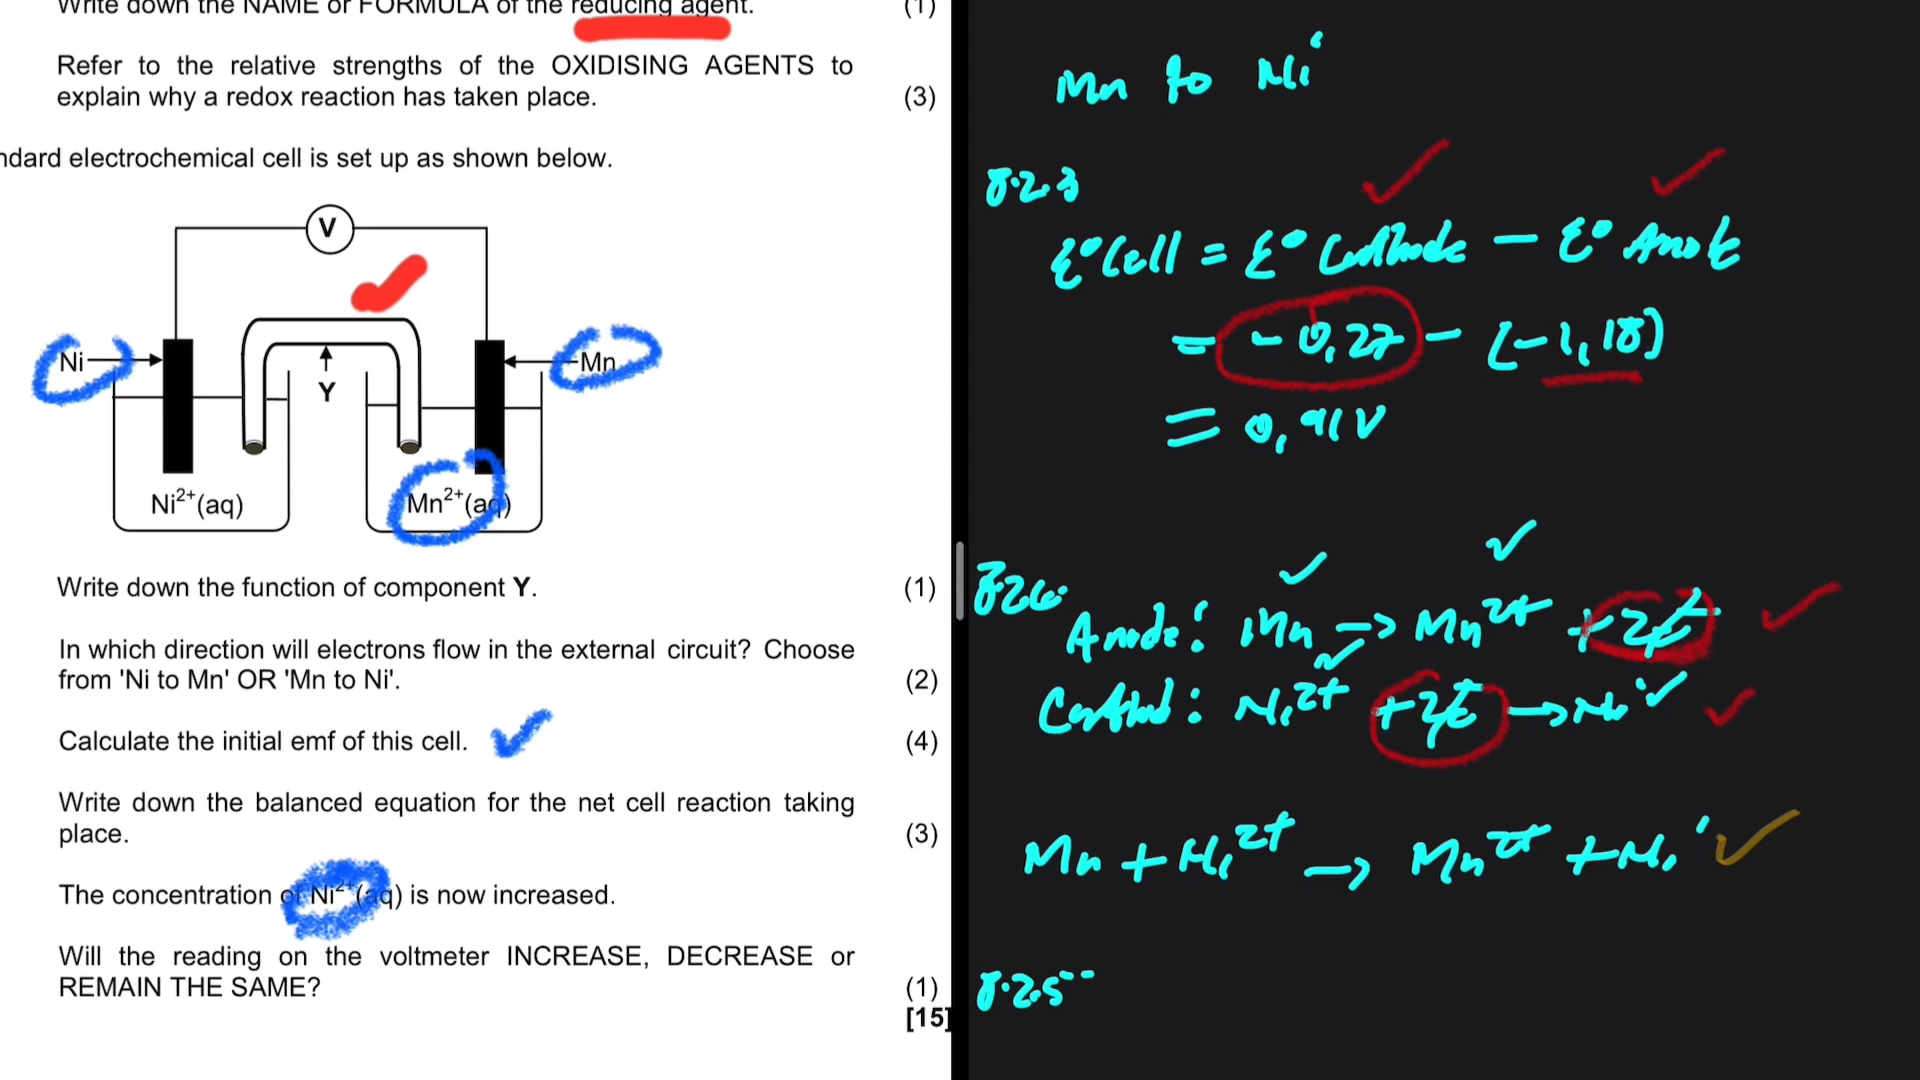 Write down the NAME or FORMULA of the reducing agent. (1)
Refer to the relative strengths of the OXIDISING AGENTS to
explain why a redox reaction has taken place. (3)
ndard electrochemical cell is set up as shown below.
V
Ni
Y
Mn
Ni²⁺(aq)
Mn²⁺(aq)
Write down the function of component Y. (1)
In which direction will electrons flow in the external circuit? Choose
from 'Ni to Mn' OR 'Mn to Ni'. (2)
Calculate the initial emf of this cell. (4)
Write down the balanced equation for the net cell reaction taking
place. (3)
The concentration of Ni²⁺(aq) is now increased.
Will the reading on the voltmeter INCREASE, DECREASE or
REMAIN THE SAME? (1)
[15]
Mn to Ni
8.2.3
E°Cell = E° Cathode − E° Anode
= −0,27 − (−1,18)
= 0,91V
8.2.4
Anode: Mn → Mn²⁺ + 2e⁻
Cathod: Ni²⁺ + 2e⁻ → Ni
Mn + Ni²⁺ → Mn²⁺ + Ni
8.2.5